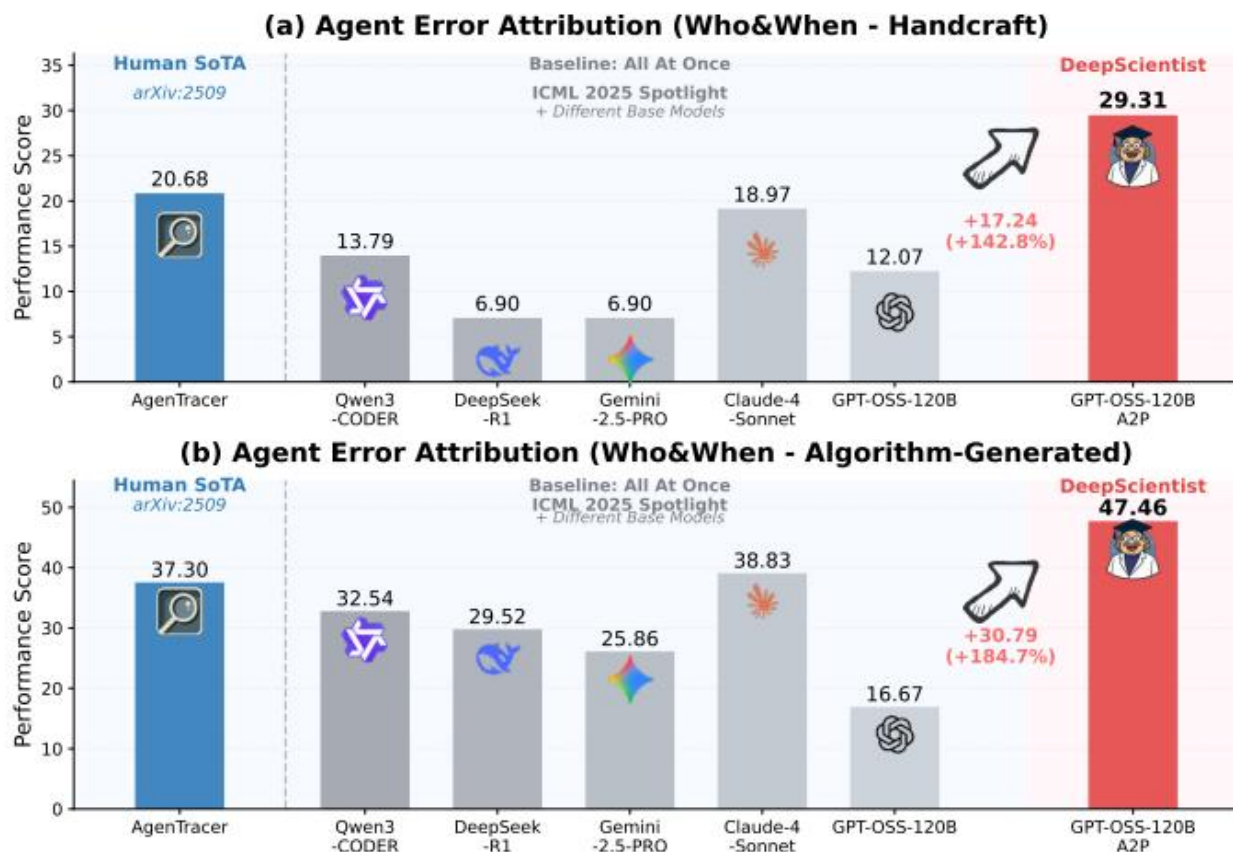 (a) Agent Error Attribution (Who&When - Handcraft)
Performance Score
35
30
25
20
15
10
5
0
Human SoTA
arXiv:2509
Baseline: All At Once
ICML 2025 Spotlight
+ Different Base Models
DeepScientist
20.68
13.79
6.90
6.90
18.97
12.07
29.31
+17.24
(+142.8%)
AgenTracer
Qwen3
-CODER
DeepSeek
-R1
Gemini
-2.5-PRO
Claude-4
-Sonnet
GPT-OSS-120B
GPT-OSS-120B
A2P
(b) Agent Error Attribution (Who&When - Algorithm-Generated)
Performance Score
50
40
30
20
10
0
Human SoTA
arXiv:2509
Baseline: All At Once
ICML 2025 Spotlight
+ Different Base Models
DeepScientist
37.30
32.54
29.52
25.86
38.83
16.67
47.46
+30.79
(+184.7%)
AgenTracer
Qwen3
-CODER
DeepSeek
-R1
Gemini
-2.5-PRO
Claude-4
-Sonnet
GPT-OSS-120B
GPT-OSS-120B
A2P